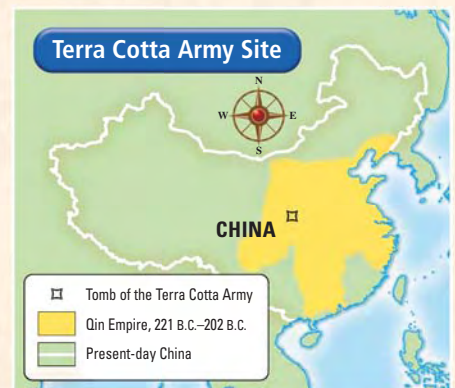 Terra Cotta Army Site
N
W
E
S
CHINA
Tomb of the Terra Cotta Army
Qin Empire, 221 B.C.–202 B.C.
Present-day China